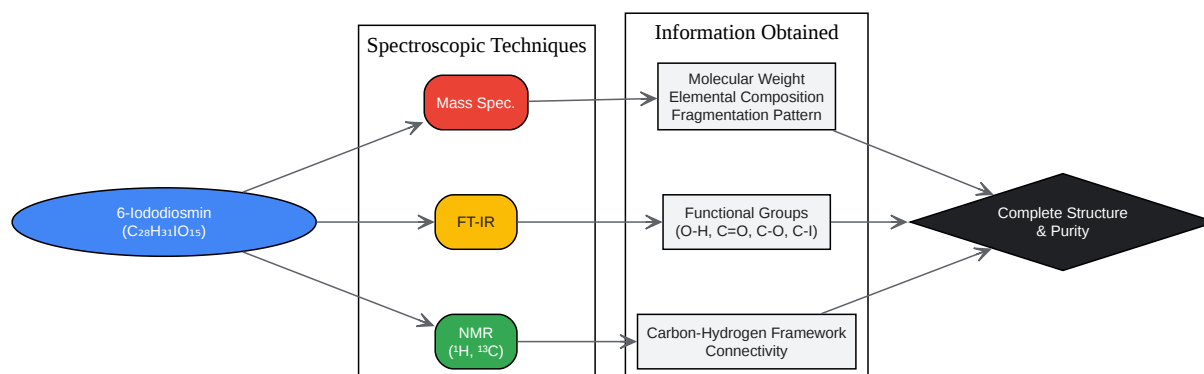 Spectroscopic Techniques
Information Obtained
Mass Spec.
Molecular Weight
Elemental Composition
Fragmentation Pattern
6-Iododiosmin
(C₂₈H₃₁IO₁₅)
FT-IR
Functional Groups
(O-H, C=O, C-O, C-I)
Complete Structure
& Purity
NMR
(¹H, ¹³C)
Carbon-Hydrogen Framework
Connectivity